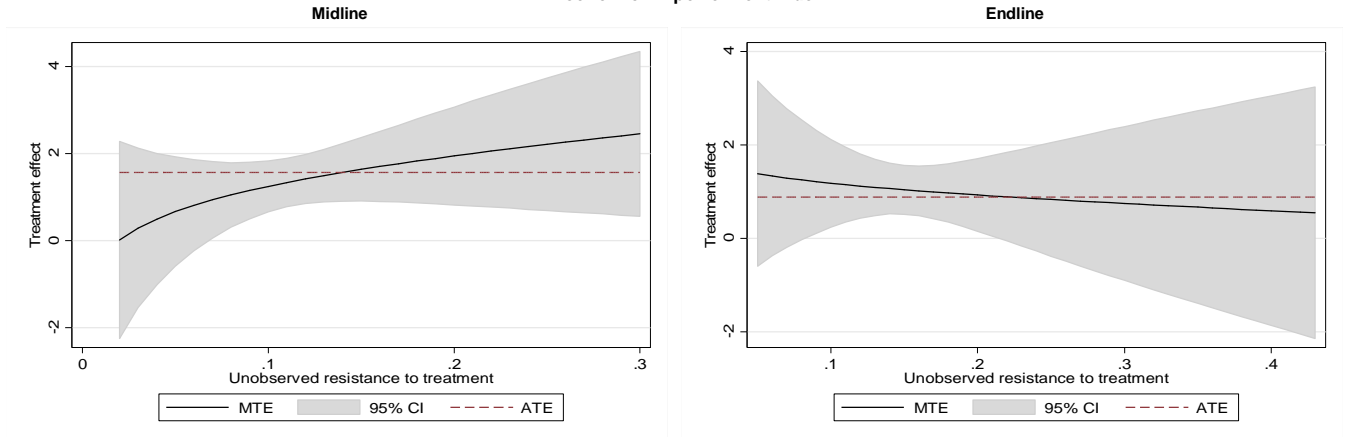 Midline
Endline
Treatment effect
4
2
0
-2
0
.1
.2
.3
Unobserved resistance to treatment
MTE
95% CI
ATE
Treatment effect
4
2
0
-2
.1
.2
.3
.4
Unobserved resistance to treatment
MTE
95% CI
ATE